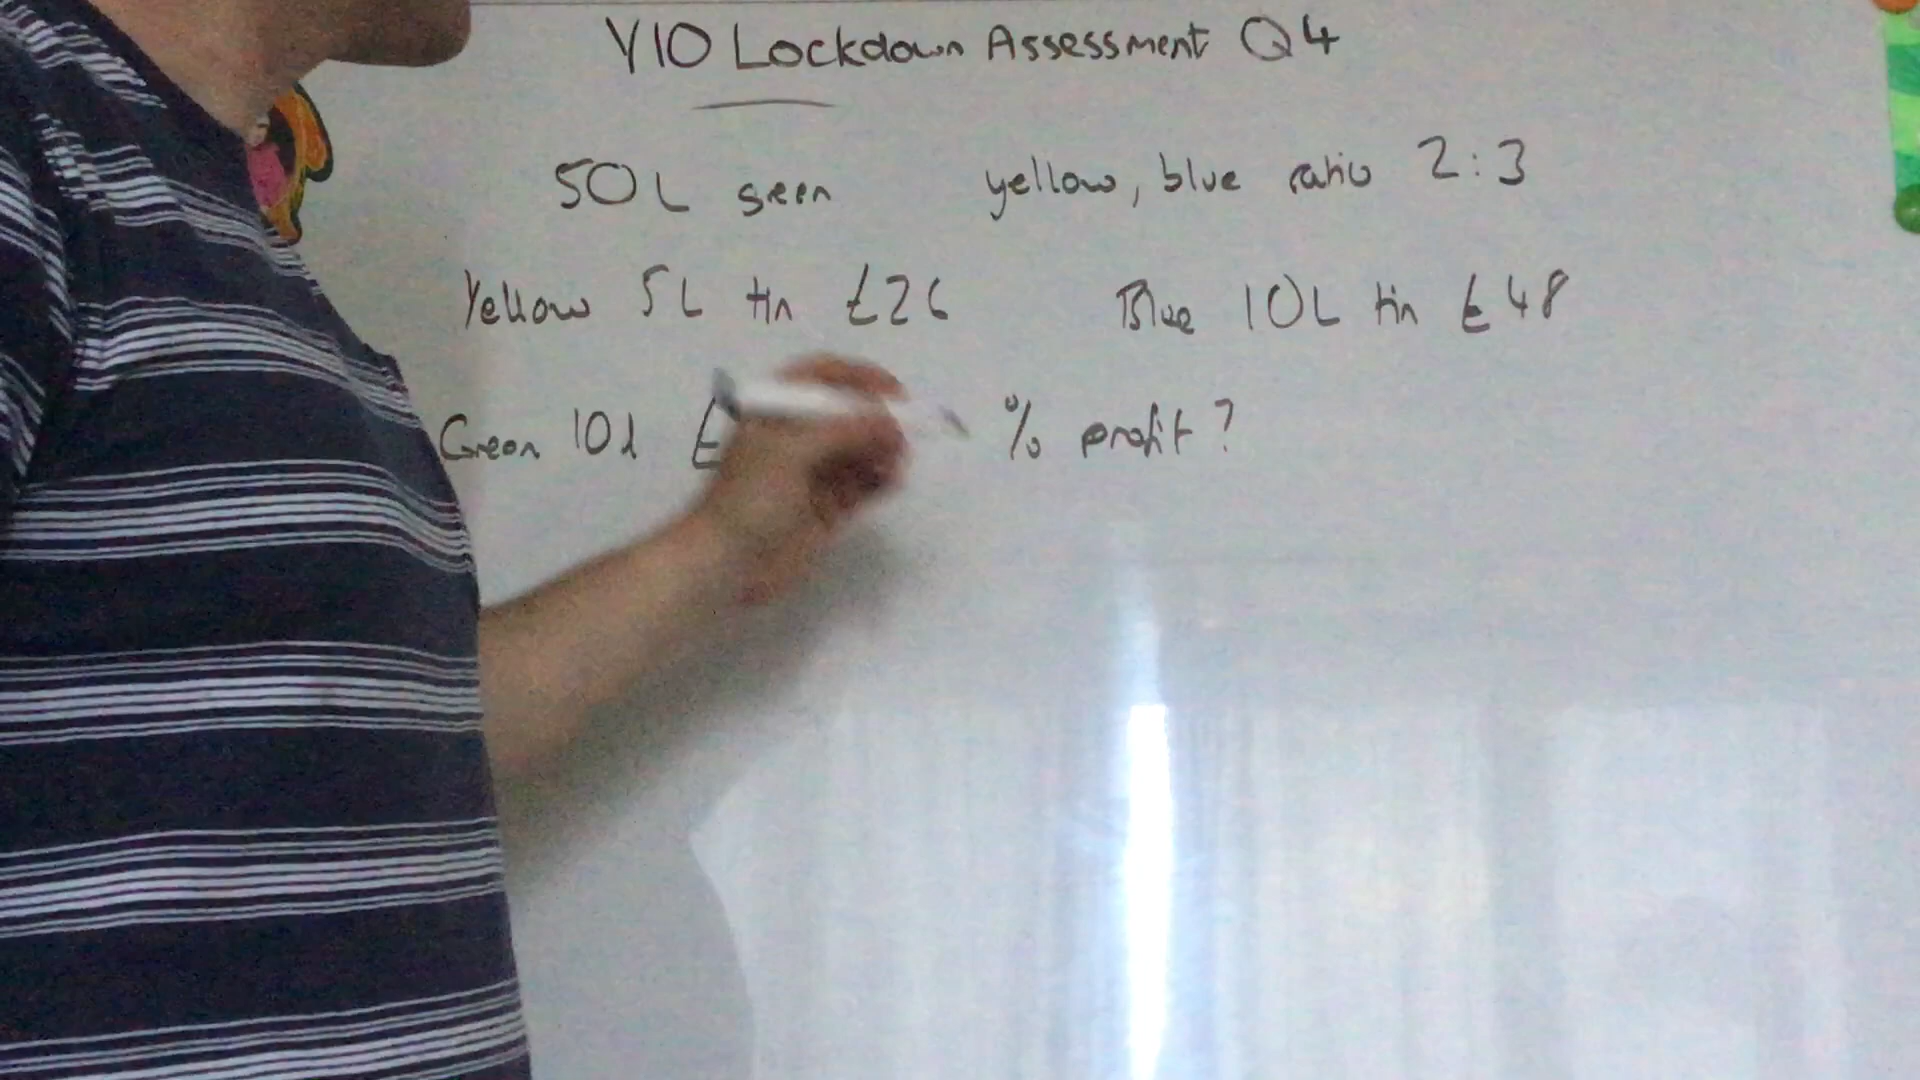 Y10 Lockdown Assessment Q4
50L green yellow, blue ratio 2:3
Yellow 5L tin £26 Blue 10L tin £48
Green 10l £ % profit?